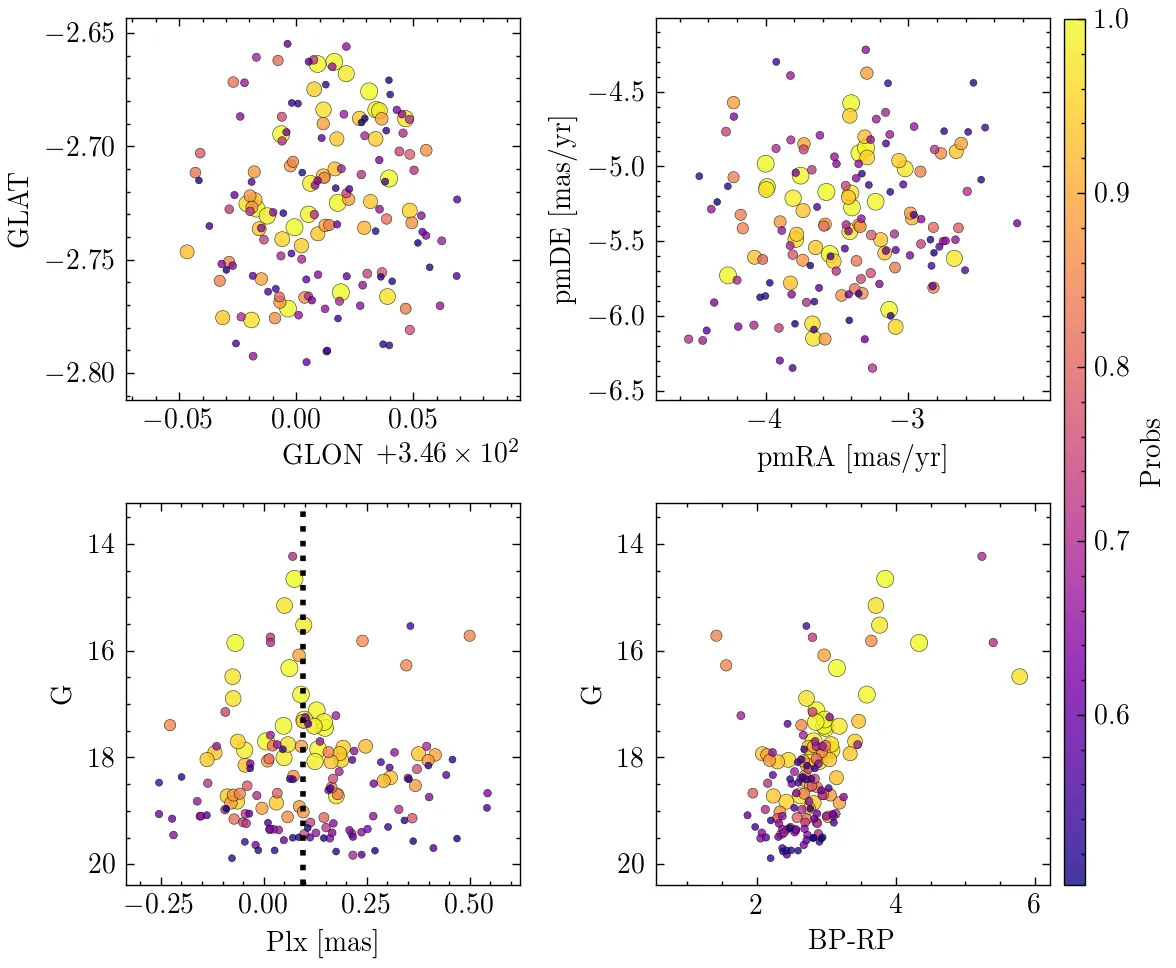 −2.65
−2.70
−2.75
−2.80
GLAT
−0.05 0.00 0.05
GLON +3.46 × 10²
−4.5
−5.0
−5.5
−6.0
−6.5
pmDE [mas/yr]
−4 −3
pmRA [mas/yr]
14
16
18
20
G
−0.25 0.00 0.25 0.50
Plx [mas]
14
16
18
20
G
2 4 6
BP-RP
1.0
0.9
0.8
0.7
0.6
Probs